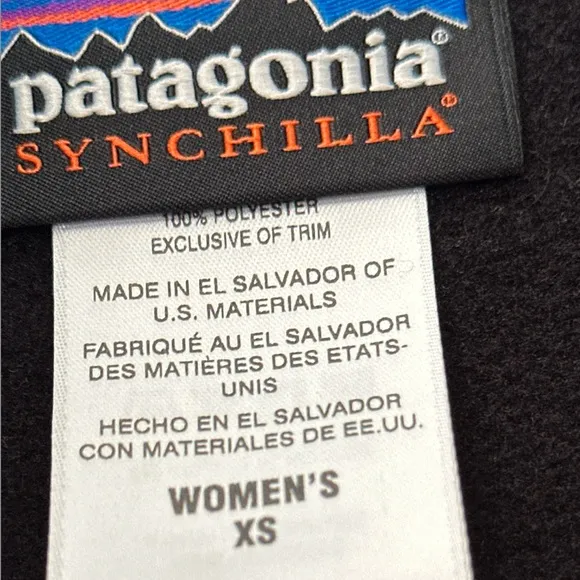 patagonia®
SYNCHILLA®
100% POLYESTER
EXCLUSIVE OF TRIM
MADE IN EL SALVADOR OF
U.S. MATERIALS
FABRIQUÉ AU EL SALVADOR
DES MATIÈRES DES ETATS-
UNIS
HECHO EN EL SALVADOR
CON MATERIALES DE EE.UU.
WOMEN'S
XS